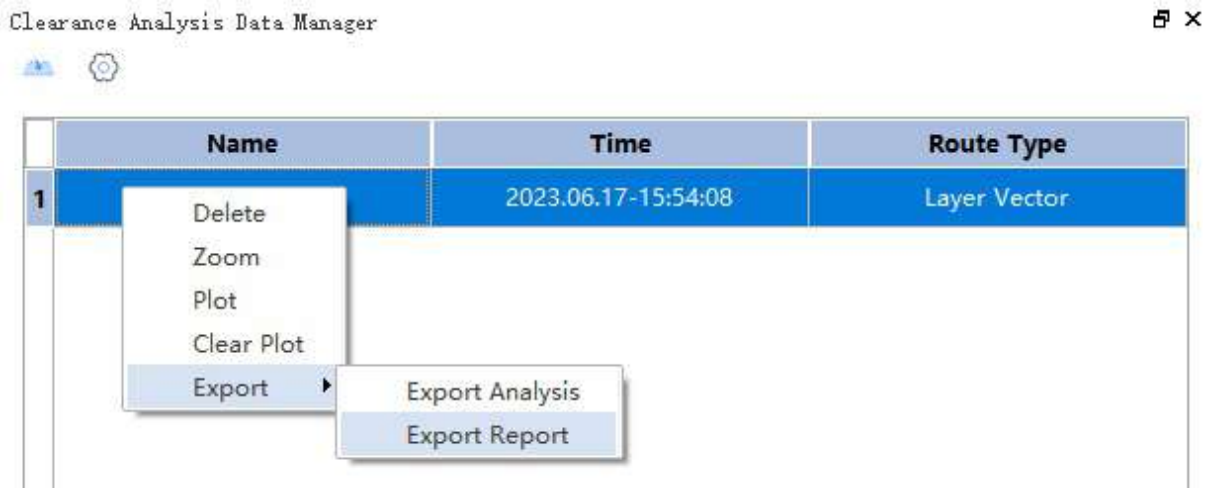 Clearance Analysis Data Manager
Name Time Route Type
1 2023.06.17-15:54:08 Layer Vector
Delete
Zoom
Plot
Clear Plot
Export
Export Analysis
Export Report